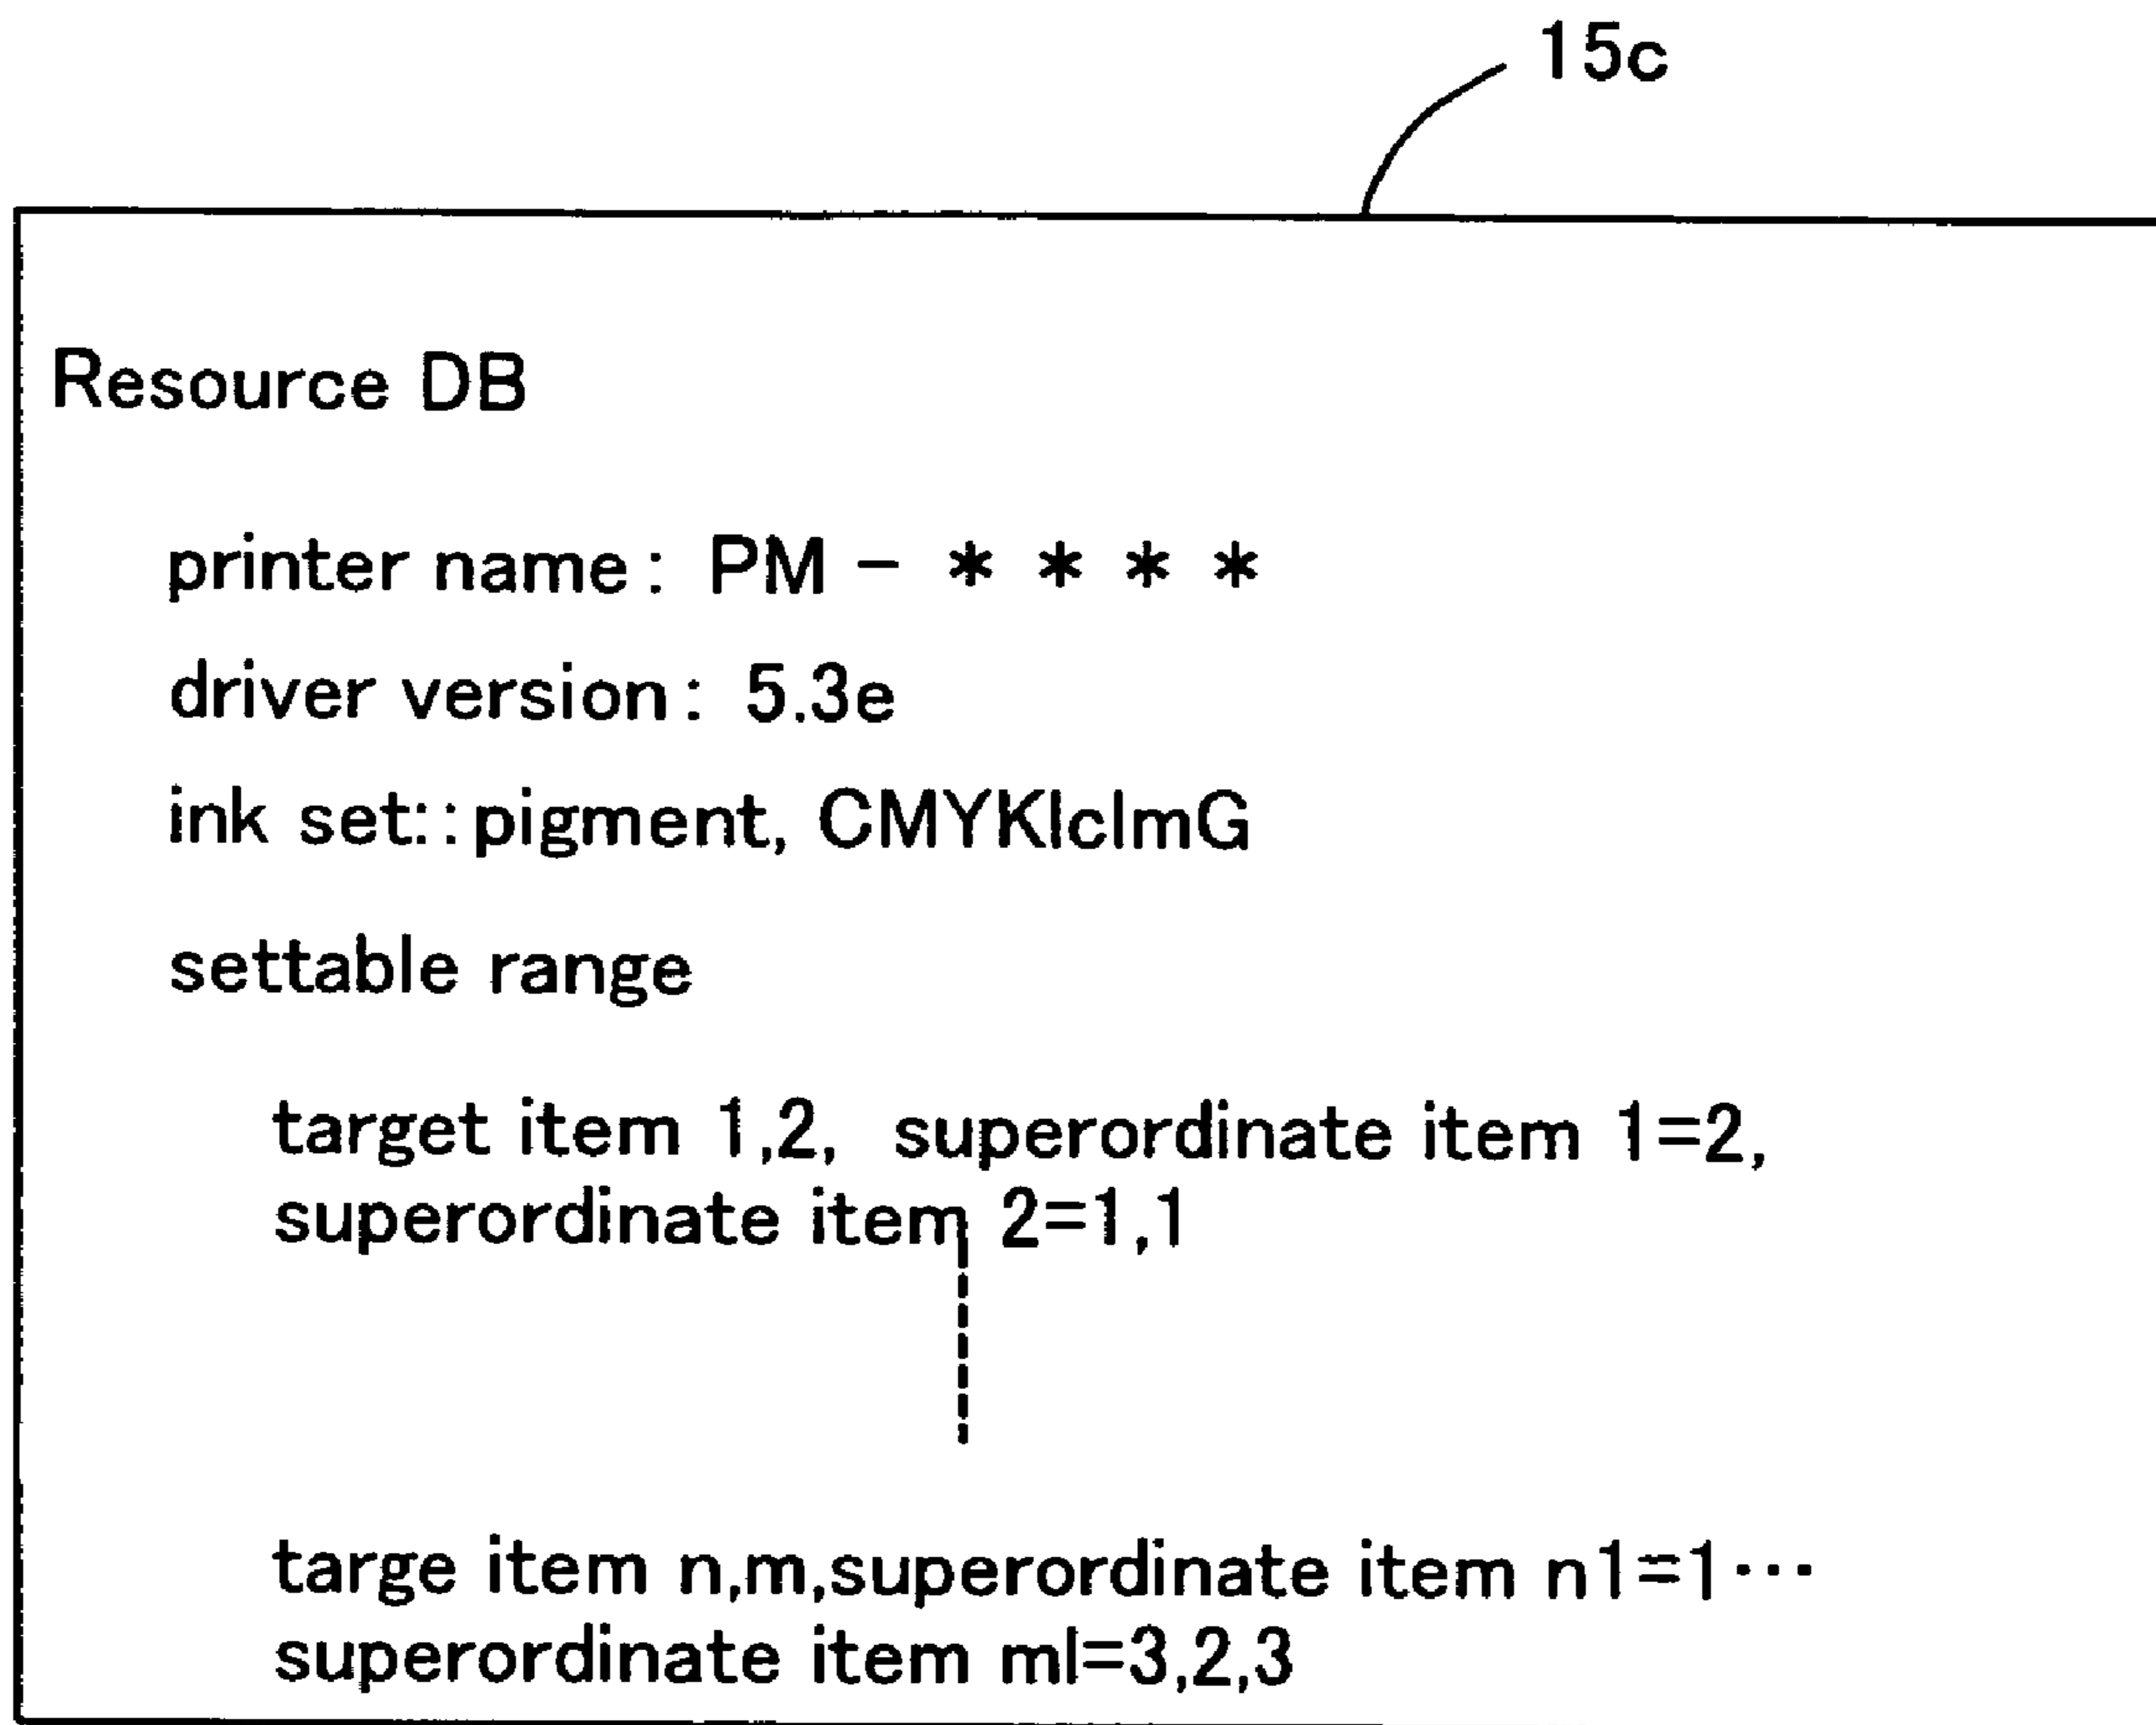 15c
Resource DB
printer name: PM - * * * *
driver version: 5.3e
ink set::pigment, CMYKlclmG
settable range
target item 1,2, superordinate item 1=2,
superordinate item 2=1,1
targe item n,m,superordinate item n1=1···
superordinate item ml=3,2,3